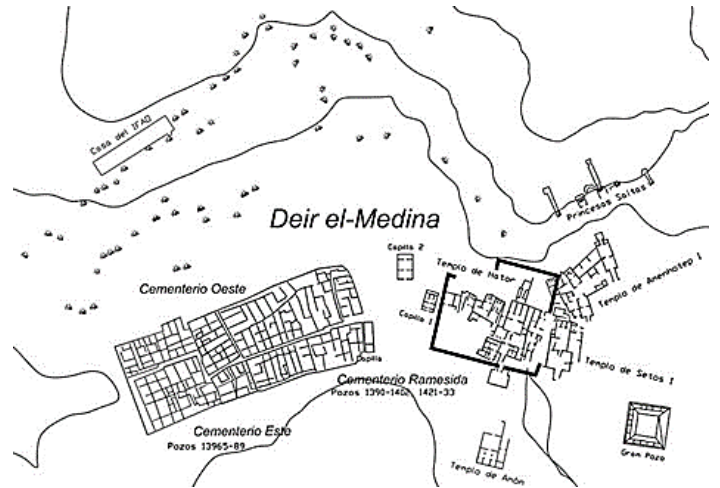 Casa del IFAO
Princesas Saitas
Deir el-Medina
Capilla 2
Templo de Hator
Templo de Amenhotep I
Cementerio Oeste
Capilla 1
Capilla
Templo de Setos I
Cementerio Ramesida
Pozos 1390-1402 1421-33
Cementerio Este
Pozos 13965-89
Gran Pozo
Templo de Amón